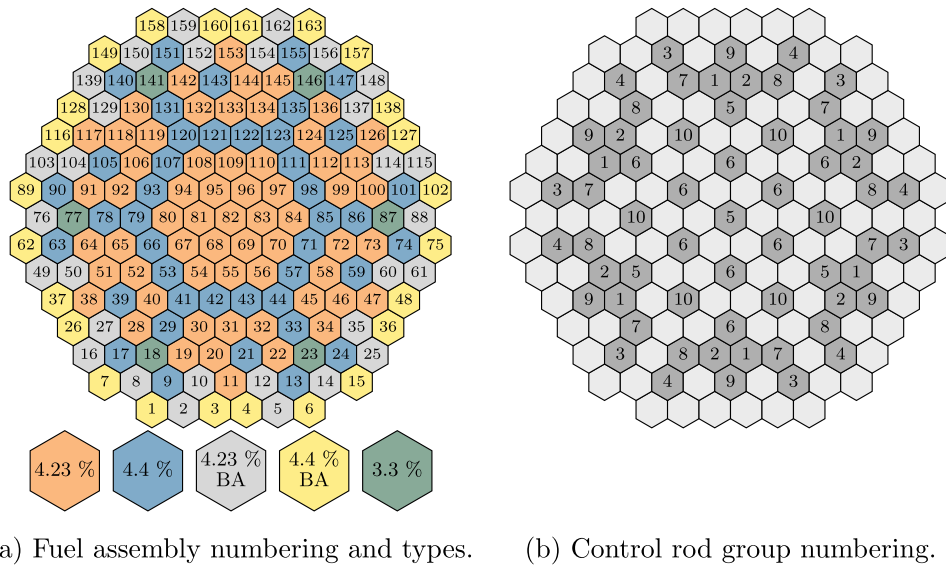 158 159 160 161 162 163
149 150 151 152 153 154 155 156 157
139 140 141 142 143 144 145 146 147 148
128 129 130 131 132 133 134 135 136 137 138
116 117 118 119 120 121 122 123 124 125 126 127
103 104 105 106 107 108 109 110 111 112 113 114 115
89 90 91 92 93 94 95 96 97 98 99 100 101 102
76 77 78 79 80 81 82 83 84 85 86 87 88
62 63 64 65 66 67 68 69 70 71 72 73 74 75
49 50 51 52 53 54 55 56 57 58 59 60 61
37 38 39 40 41 42 43 44 45 46 47 48
26 27 28 29 30 31 32 33 34 35 36
16 17 18 19 20 21 22 23 24 25
7 8 9 10 11 12 13 14 15
1 2 3 4 5 6
4.23 %
4.4 %
4.23 %
BA
4.4 %
BA
3.3 %
a) Fuel assembly numbering and types.
3 9 4
4 7 1 2 8 3
8 5 7
9 2 10 10 1 9
1 6 6 6 2
3 7 6 6 8 4
10 5 10
4 8 6 6 7 3
2 5 6 5 1
9 1 10 10 2 9
7 6 8
3 8 2 1 7 4
4 9 3
(b) Control rod group numbering.